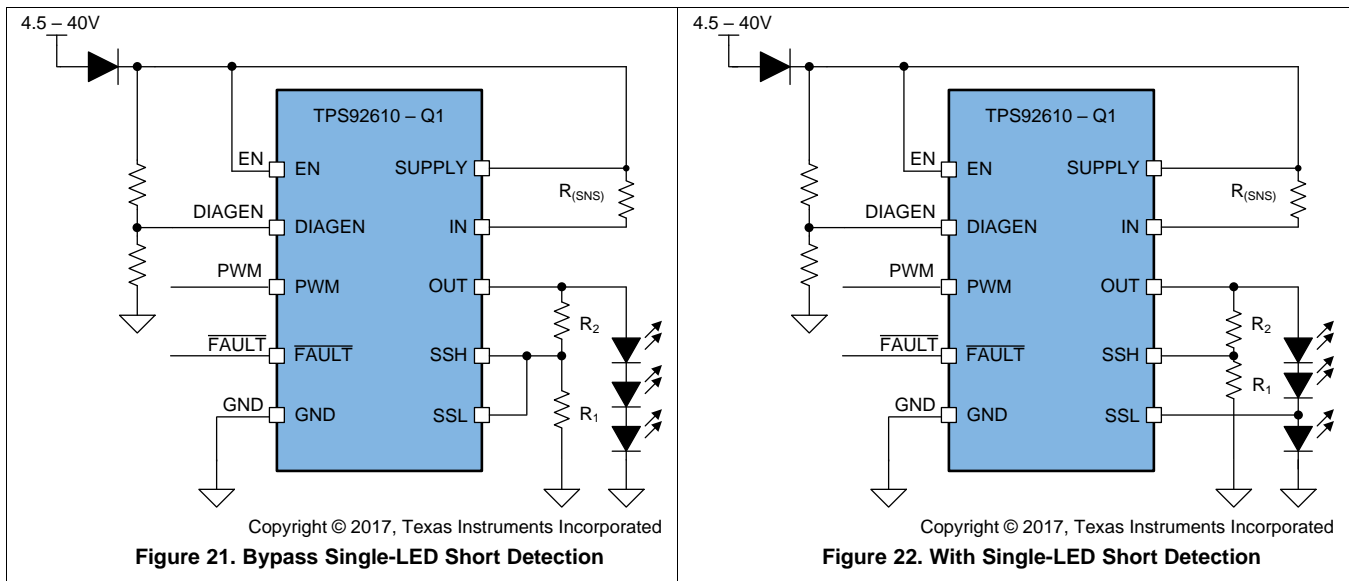 4.5 – 40V
TPS92610 – Q1
EN
EN
SUPPLY
R(SNS)
DIAGEN
DIAGEN
IN
PWM
PWM
OUT
R2
FAULT
FAULT
SSH
R1
GND
GND
SSL
Copyright © 2017, Texas Instruments Incorporated
Figure 21. Bypass Single-LED Short Detection
4.5 – 40V
TPS92610 – Q1
EN
EN
SUPPLY
R(SNS)
DIAGEN
DIAGEN
IN
PWM
PWM
OUT
R2
FAULT
FAULT
SSH
R1
GND
GND
SSL
Copyright © 2017, Texas Instruments Incorporated
Figure 22. With Single-LED Short Detection